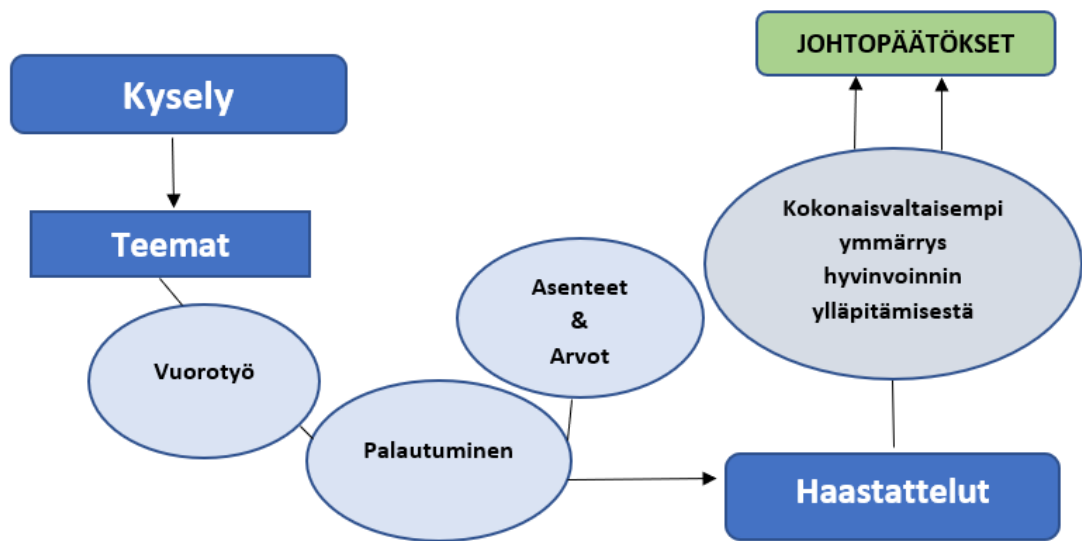 Kysely
Teemat
Vuorotyö
Palautuminen
Asenteet
&
Arvot
Haastattelut
Kokonaisvaltaisempi
ymmärrys
hyvinvoinnin
ylläpitämisestä
JOHTOPÄÄTÖKSET